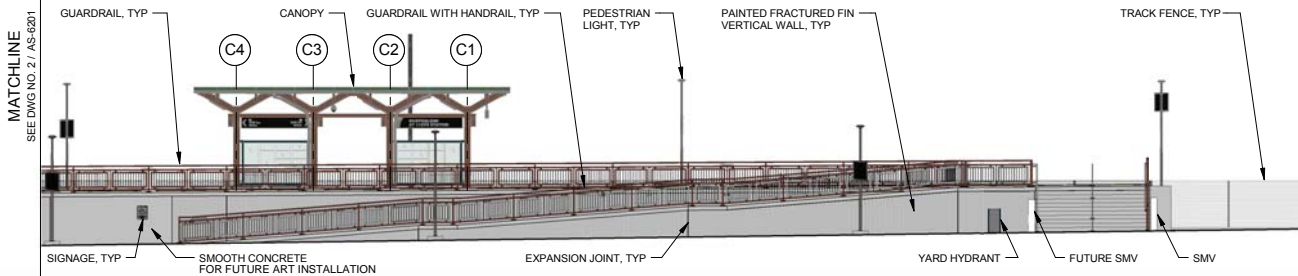 MATCHLINE
SEE DWG NO. 2 / AS-6201
GUARDRAIL, TYP
CANOPY
GUARDRAIL WITH HANDRAIL, TYP
PEDESTRIAN
LIGHT, TYP
PAINTED FRACTURED FIN
VERTICAL WALL, TYP
TRACK FENCE, TYP
C4
C3
C2
C1
SIGNAGE, TYP
SMOOTH CONCRETE
FOR FUTURE ART INSTALLATION
EXPANSION JOINT, TYP
YARD HYDRANT
FUTURE SMV
SMV